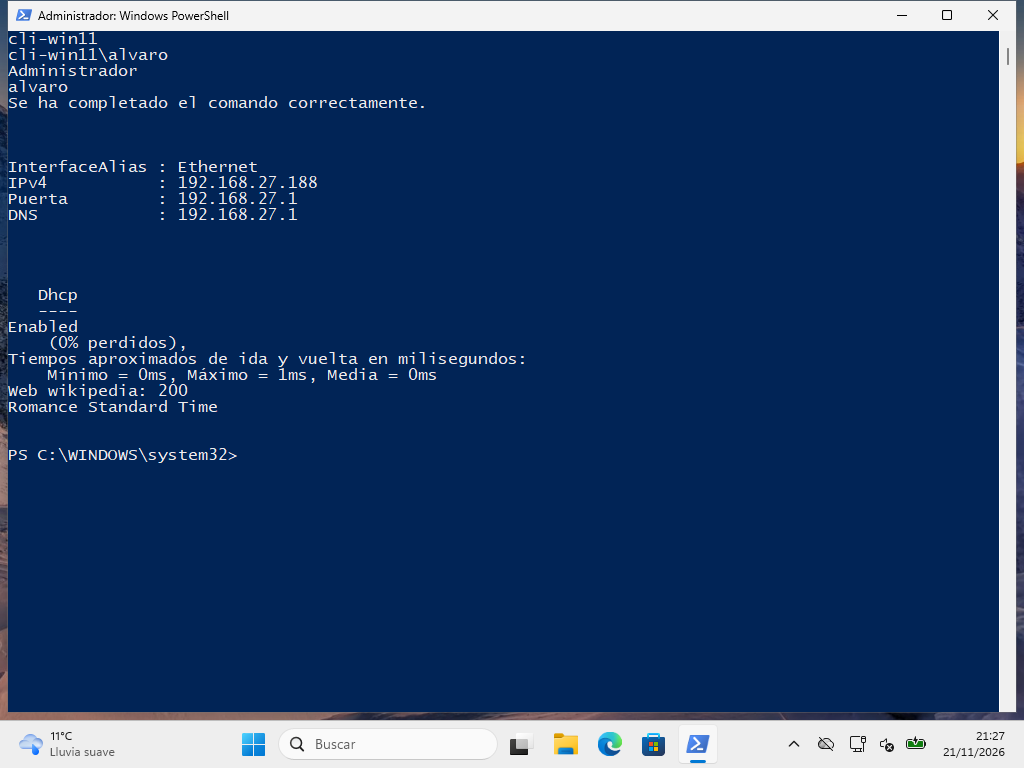 Administrador: Windows PowerShell
cli-win11
cli-win11\alvaro
Administrador
alvaro
Se ha completado el comando correctamente.
InterfaceAlias : Ethernet
IPv4           : 192.168.27.188
Puerta         : 192.168.27.1
DNS            : 192.168.27.1
   Dhcp
   ----
Enabled
    (0% perdidos),
Tiempos aproximados de ida y vuelta en milisegundos:
    Mínimo = 0ms, Máximo = 1ms, Media = 0ms
Web wikipedia: 200
Romance Standard Time
PS C:\WINDOWS\system32>
11°C
Lluvia suave
Buscar
21:27
21/11/2026